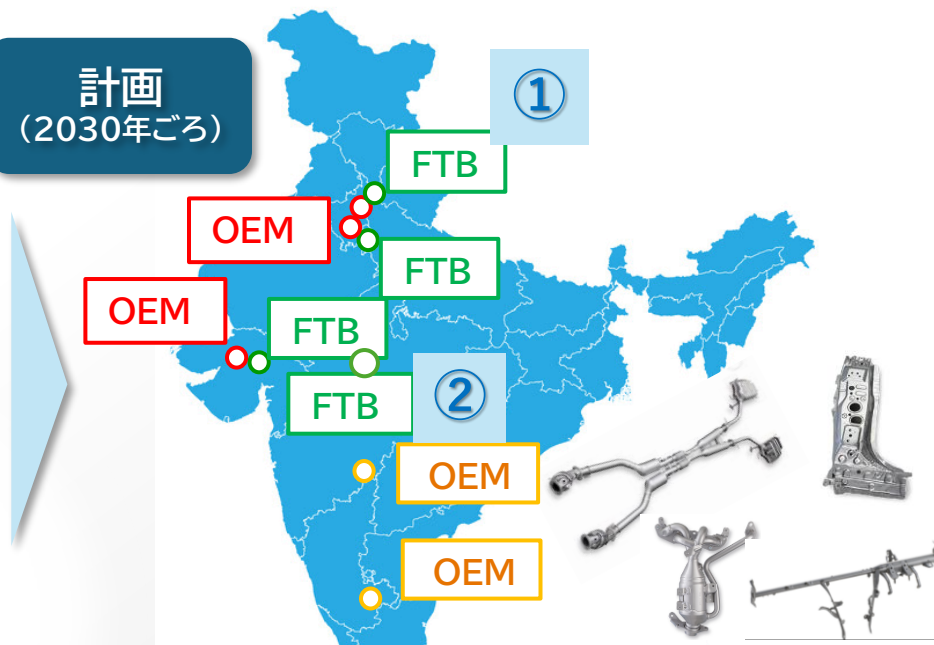 計画
(2030年ごろ)
①
FTB
OEM
FTB
OEM
FTB
FTB
②
OEM
OEM